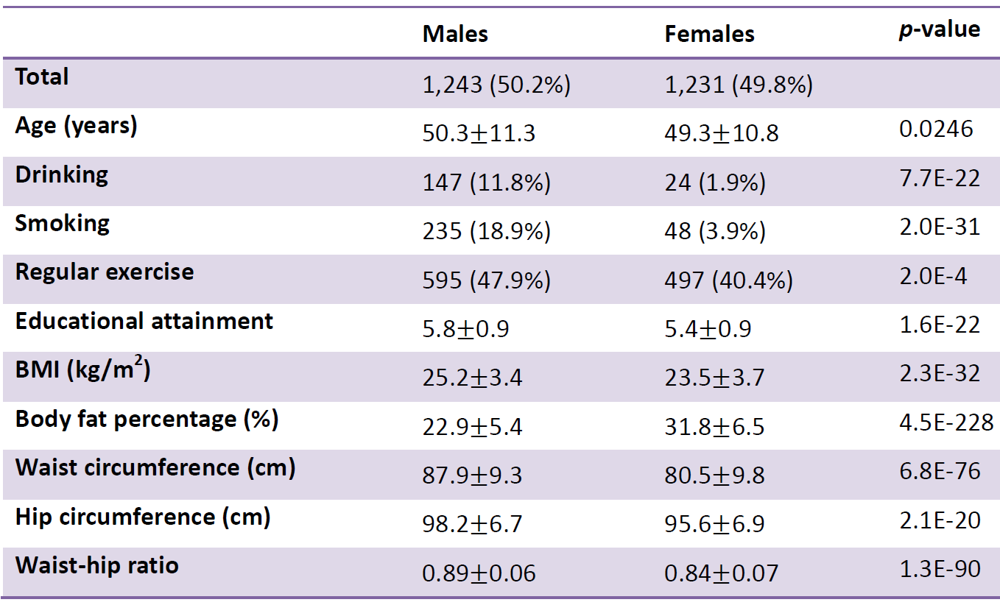 Males Females p-value
Total 1,243 (50.2%) 1,231 (49.8%)
Age (years) 50.3±11.3 49.3±10.8 0.0246
Drinking 147 (11.8%) 24 (1.9%) 7.7E-22
Smoking 235 (18.9%) 48 (3.9%) 2.0E-31
Regular exercise 595 (47.9%) 497 (40.4%) 2.0E-4
Educational attainment 5.8±0.9 5.4±0.9 1.6E-22
BMI (kg/m²) 25.2±3.4 23.5±3.7 2.3E-32
Body fat percentage (%) 22.9±5.4 31.8±6.5 4.5E-228
Waist circumference (cm) 87.9±9.3 80.5±9.8 6.8E-76
Hip circumference (cm) 98.2±6.7 95.6±6.9 2.1E-20
Waist-hip ratio 0.89±0.06 0.84±0.07 1.3E-90